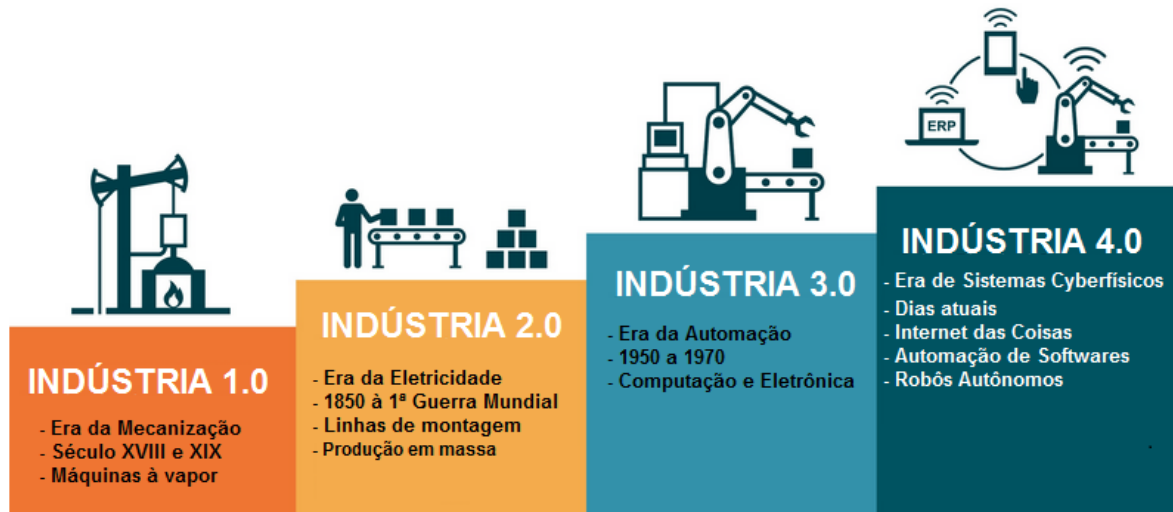 INDÚSTRIA 1.0
- Era da Mecanização
- Século XVIII e XIX
- Máquinas à vapor
INDÚSTRIA 2.0
- Era da Eletricidade
- 1850 à 1ª Guerra Mundial
- Linhas de montagem
- Produção em massa
INDÚSTRIA 3.0
- Era da Automação
- 1950 a 1970
- Computação e Eletrônica
ERP
INDÚSTRIA 4.0
- Era de Sistemas Cyberfísicos
- Dias atuais
- Internet das Coisas
- Automação de Softwares
- Robôs Autônomos